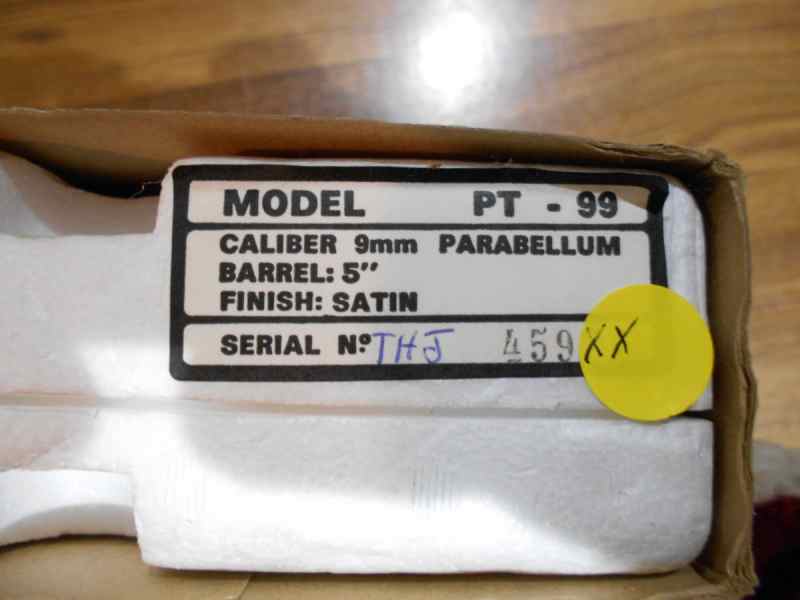 MODEL PT - 99
CALIBER 9mm PARABELLUM
BARREL: 5"
FINISH: SATIN
SERIAL Nº THJ 459XX